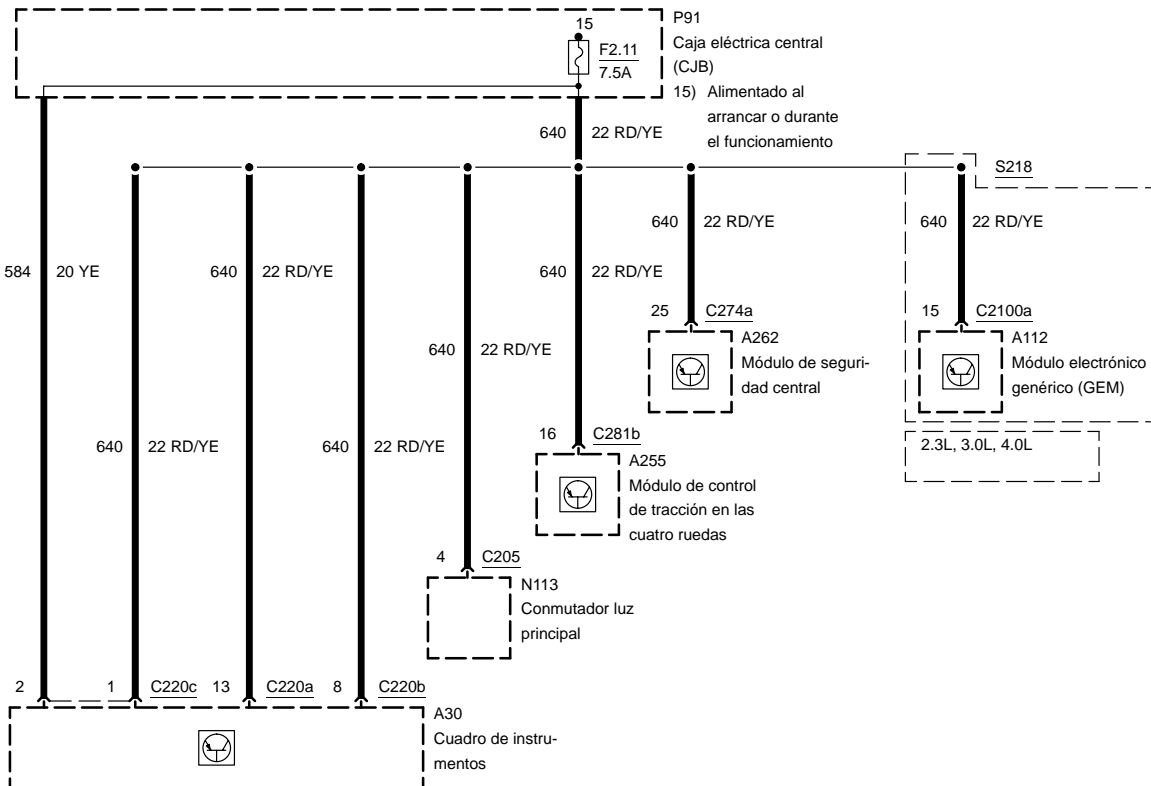 P91
15
Caja eléctrica central
(CJB)
F2.11
7.5A
15) Alimentado al
arrancar o durante
el funcionamiento
640 22 RD/YE
S218
640 22 RD/YE
640 22 RD/YE
584 20 YE
640 22 RD/YE
640 22 RD/YE
25 C274a
15 C2100a
A262
Módulo de seguri-
dad central
A112
Módulo electrónico
genérico (GEM)
640 22 RD/YE
640 22 RD/YE
640 22 RD/YE
16 C281b
2.3L, 3.0L, 4.0L
A255
Módulo de control
de tracción en las
cuatro ruedas
4 C205
N113
Conmutador luz
principal
2 1 C220c 13 C220a 8 C220b
A30
Cuadro de instru-
mentos